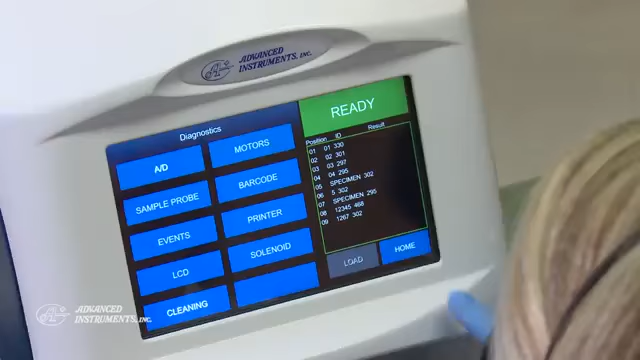 ADVANCED
INSTRUMENTS, INC.
Diagnostics
A/D
MOTORS
SAMPLE PROBE
BARCODE
EVENTS
PRINTER
LCD
SOLENOID
CLEANING
READY
Position ID Result
01 01 330
02 02 301
03 03 297
04 04 295
05 SPECIMEN 302
06 5 302
07 SPECIMEN 295
08 12345 468
09 1267 302
LOAD
HOME
ADVANCED
INSTRUMENTS, INC.